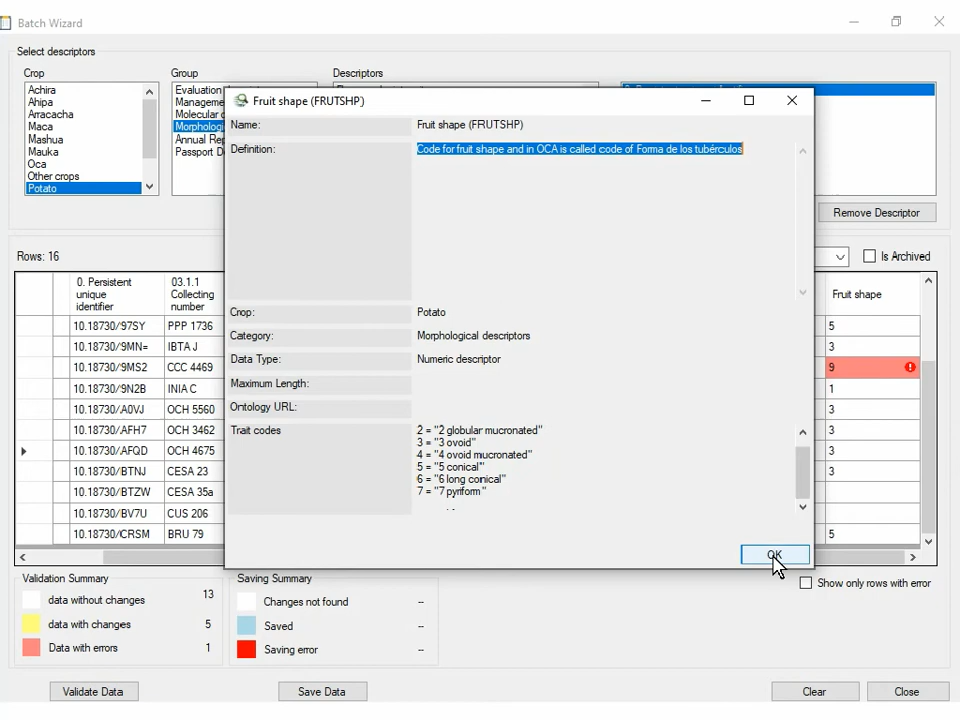 Batch Wizard
Select descriptors
Crop
Group
Descriptors
Achira
Ahipa
Arracacha
Maca
Mashua
Mauka
Oca
Other crops
Potato
Evaluation
Manageme
Molecular d
Morphologi
Annual Rep
Passport D
Remove Descriptor
Fruit shape (FRUTSHP)
Name: Fruit shape (FRUTSHP)
Definition: Code for fruit shape and in OCA is called code of Forma de los tubérculos
Crop: Potato
Category: Morphological descriptors
Data Type: Numeric descriptor
Maximum Length:
Ontology URL:
Trait codes
2 = "2 globular mucronated"
3 = "3 ovoid"
4 = "4 ovoid mucronated"
5 = "5 conical"
6 = "6 long conical"
7 = "7 pyriform"
OK
Rows: 16
Is Archived
0. Persistent unique identifier 03.1.1 Collecting number Fruit shape
10.18730/97SY PPP 1736 5
10.18730/9MN= IBTA J 3
10.18730/9MS2 CCC 4469 9
10.18730/9N2B INIA C 1
10.18730/A0VJ OCH 5560 3
10.18730/AFH7 OCH 3462 3
10.18730/AFQD OCH 4675 3
10.18730/BTNJ CESA 23 3
10.18730/BTZW CESA 35a
10.18730/BV7U CUS 206
10.18730/CRSM BRU 79 5
Validation Summary
data without changes 13
data with changes 5
Data with errors 1
Saving Summary
Changes not found --
Saved --
Saving error --
Show only rows with error
Validate Data
Save Data
Clear
Close